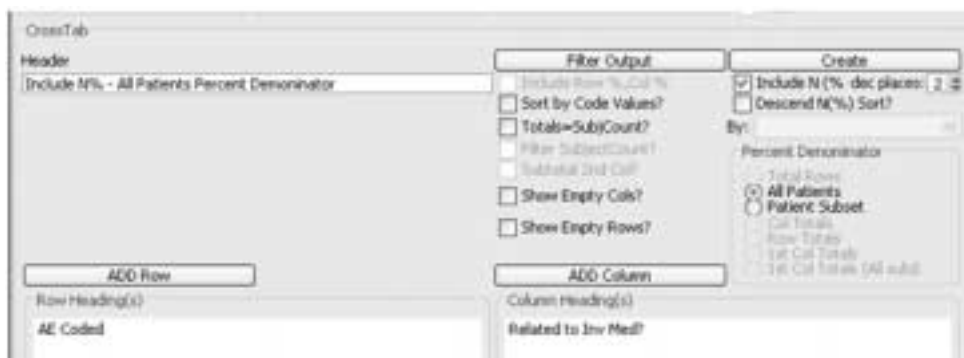 CrossTab
Header
Filter Output
Create
Include N% - All Patients Percent Demoninator
Include Row %, Col %
Include N (% dec places: 2
Sort by Code Values?
Descend N(%) Sort?
Totals=SubjCount?
By:
Filter SubjectCount?
Percent Denominator
Subtotal 2nd Col?
Total Rows
All Patients
Show Empty Cols?
Patient Subset
Col Totals
Show Empty Rows?
Row Totals
1st Col Totals
1st Col Totals (All subj)
ADD Row
ADD Column
Row Heading(s)
Column Heading(s)
AE Coded
Related to Inv Med?